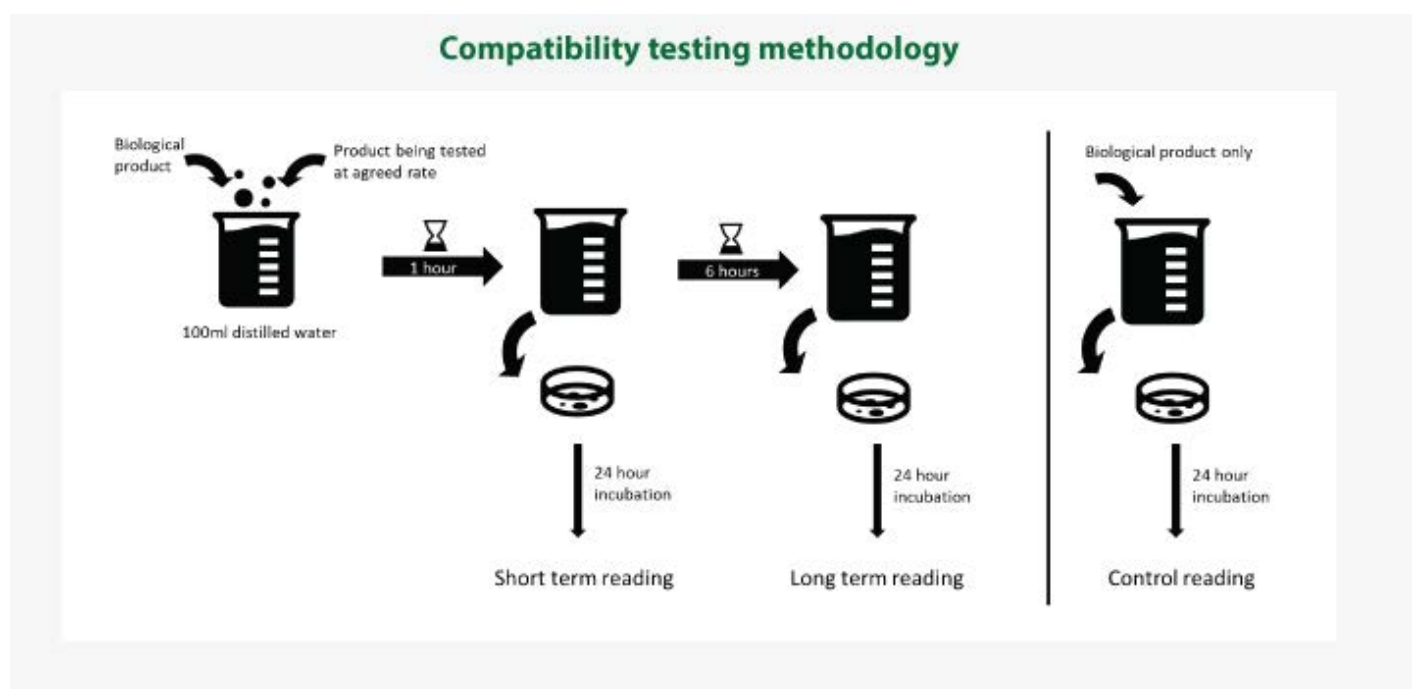 Compatibility testing methodology
Biological
product
Product being tested
at agreed rate
100ml distilled water
1 hour
6 hours
24 hour
incubation
Short term reading
24 hour
incubation
Long term reading
Biological product only
24 hour
incubation
Control reading